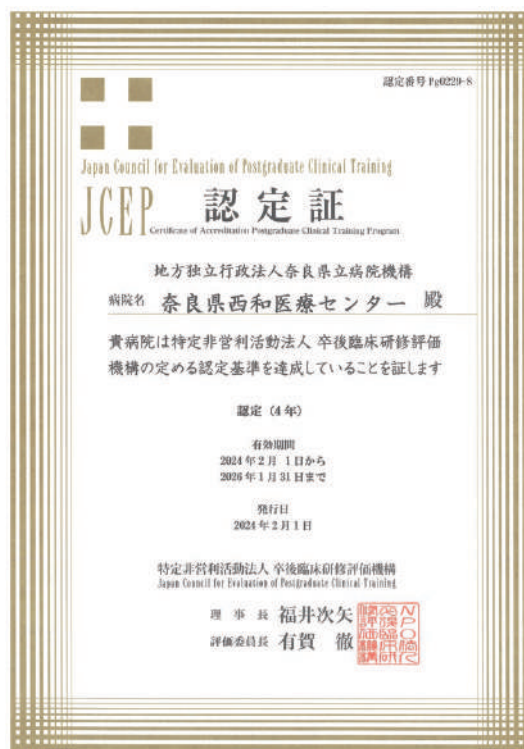 認定番号 Pg0220-8
Japan Council for Evaluation of Postgraduate Clinical Training
JCEP 認定証
Certificate of Accreditation Postgraduate Clinical Training Program
地方独立行政法人奈良県立病院機構
病院名 奈良県西和医療センター 殿
貴病院は特定非営利活動法人 卒後臨床研修評価
機構の定める認定基準を達成していることを証します
認定（4年）
有効期間
2024年2月 1日から
2026年1月31日まで
発行日
2024年2月1日
特定非営利活動法人 卒後臨床研修評価機構
Japan Council for Evaluation of Postgraduate Clinical Training
理 事 長 福井次矢
評価委員長 有賀 徹